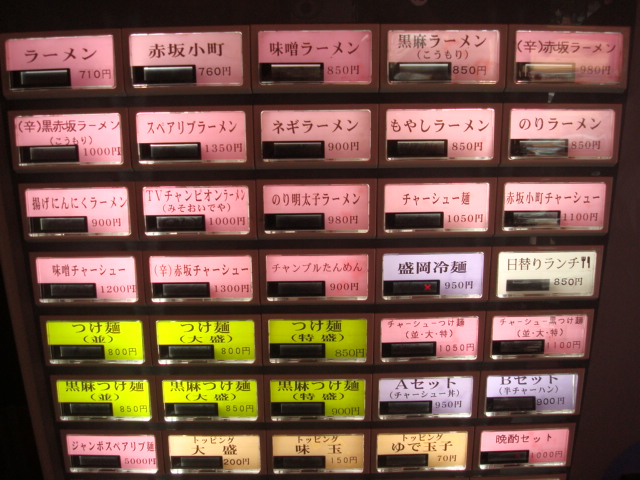 ラーメン
710円
赤坂小町
760円
味噌ラーメン
850円
黒麻ラーメン
(こうもり)
850円
(辛)赤坂ラーメン
980円
(辛)黒赤坂ラーメン
(こうもり)
1000円
スペアリブラーメン
1350円
ネギラーメン
900円
もやしラーメン
850円
のりラーメン
850円
揚げにんにくラーメン
900円
TVチャンピオンラーメン
(みそおいでや)
1000円
のり明太子ラーメン
980円
チャーシュー麺
1050円
赤坂小町チャーシュー
1100円
味噌チャーシュー
1200円
(辛)赤坂チャーシュー
1300円
チャンプルたんめん
900円
盛岡冷麺
950円
日替りランチ
850円
つけ麺
(並)
800円
つけ麺
(大盛)
800円
つけ麺
(特盛)
850円
チャーシューつけ麺
(並・大・特)
1050円
チャーシュー黒つけ麺
(並・大・特)
1100円
黒麻つけ麺
(並)
850円
黒麻つけ麺
(大盛)
850円
黒麻つけ麺
(特盛)
900円
Aセット
(チャーシュー丼)
950円
Bセット
(半チャーハン)
900円
ジャンボスペアリブ麺
5000円
トッピング
大盛
200円
トッピング
味玉
150円
トッピング
ゆで玉子
70円
晩酌セット
1000円